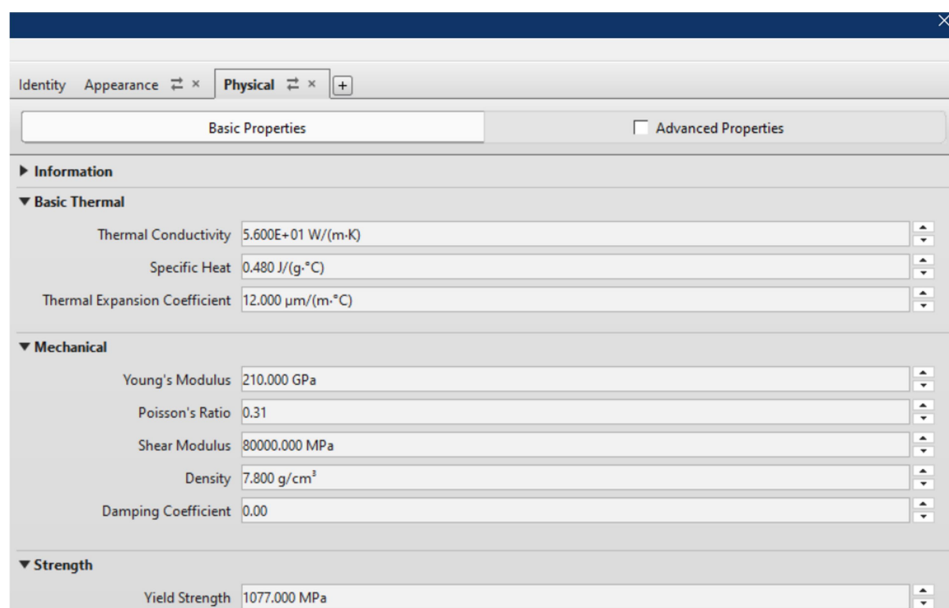 Identity Appearance Physical
Basic Properties Advanced Properties
Information
Basic Thermal
Thermal Conductivity 5.600E+01 W/(m·K)
Specific Heat 0.480 J/(g·°C)
Thermal Expansion Coefficient 12.000 µm/(m·°C)
Mechanical
Young's Modulus 210.000 GPa
Poisson's Ratio 0.31
Shear Modulus 80000.000 MPa
Density 7.800 g/cm³
Damping Coefficient 0.00
Strength
Yield Strength 1077.000 MPa